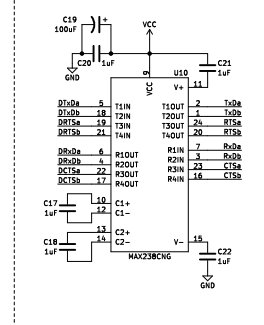 C19
100uF
+
VCC
C20
1uF
GND
9
VCC
U10
V+
11
C21
1uF
DTxDa 5 T1IN T1OUT 2 TxDa
DTxDb 18 T2IN T2OUT 1 TxDb
DRTSa 19 T3IN T3OUT 24 RTSa
DRTSb 21 T4IN T4OUT 20 RTSb
DRxDa 6 R1OUT R1IN 7 RxDa
DRxDb 4 R2OUT R2IN 3 RxDb
DCTSa 22 R3OUT R3IN 23 CTSa
DCTSb 17 R4OUT R4IN 16 CTSb
C17
1uF
10 C1+
12 C1-
C18
1uF
13 C2+
14 C2-
V- 15
MAX238CNG
C22
1uF
GND